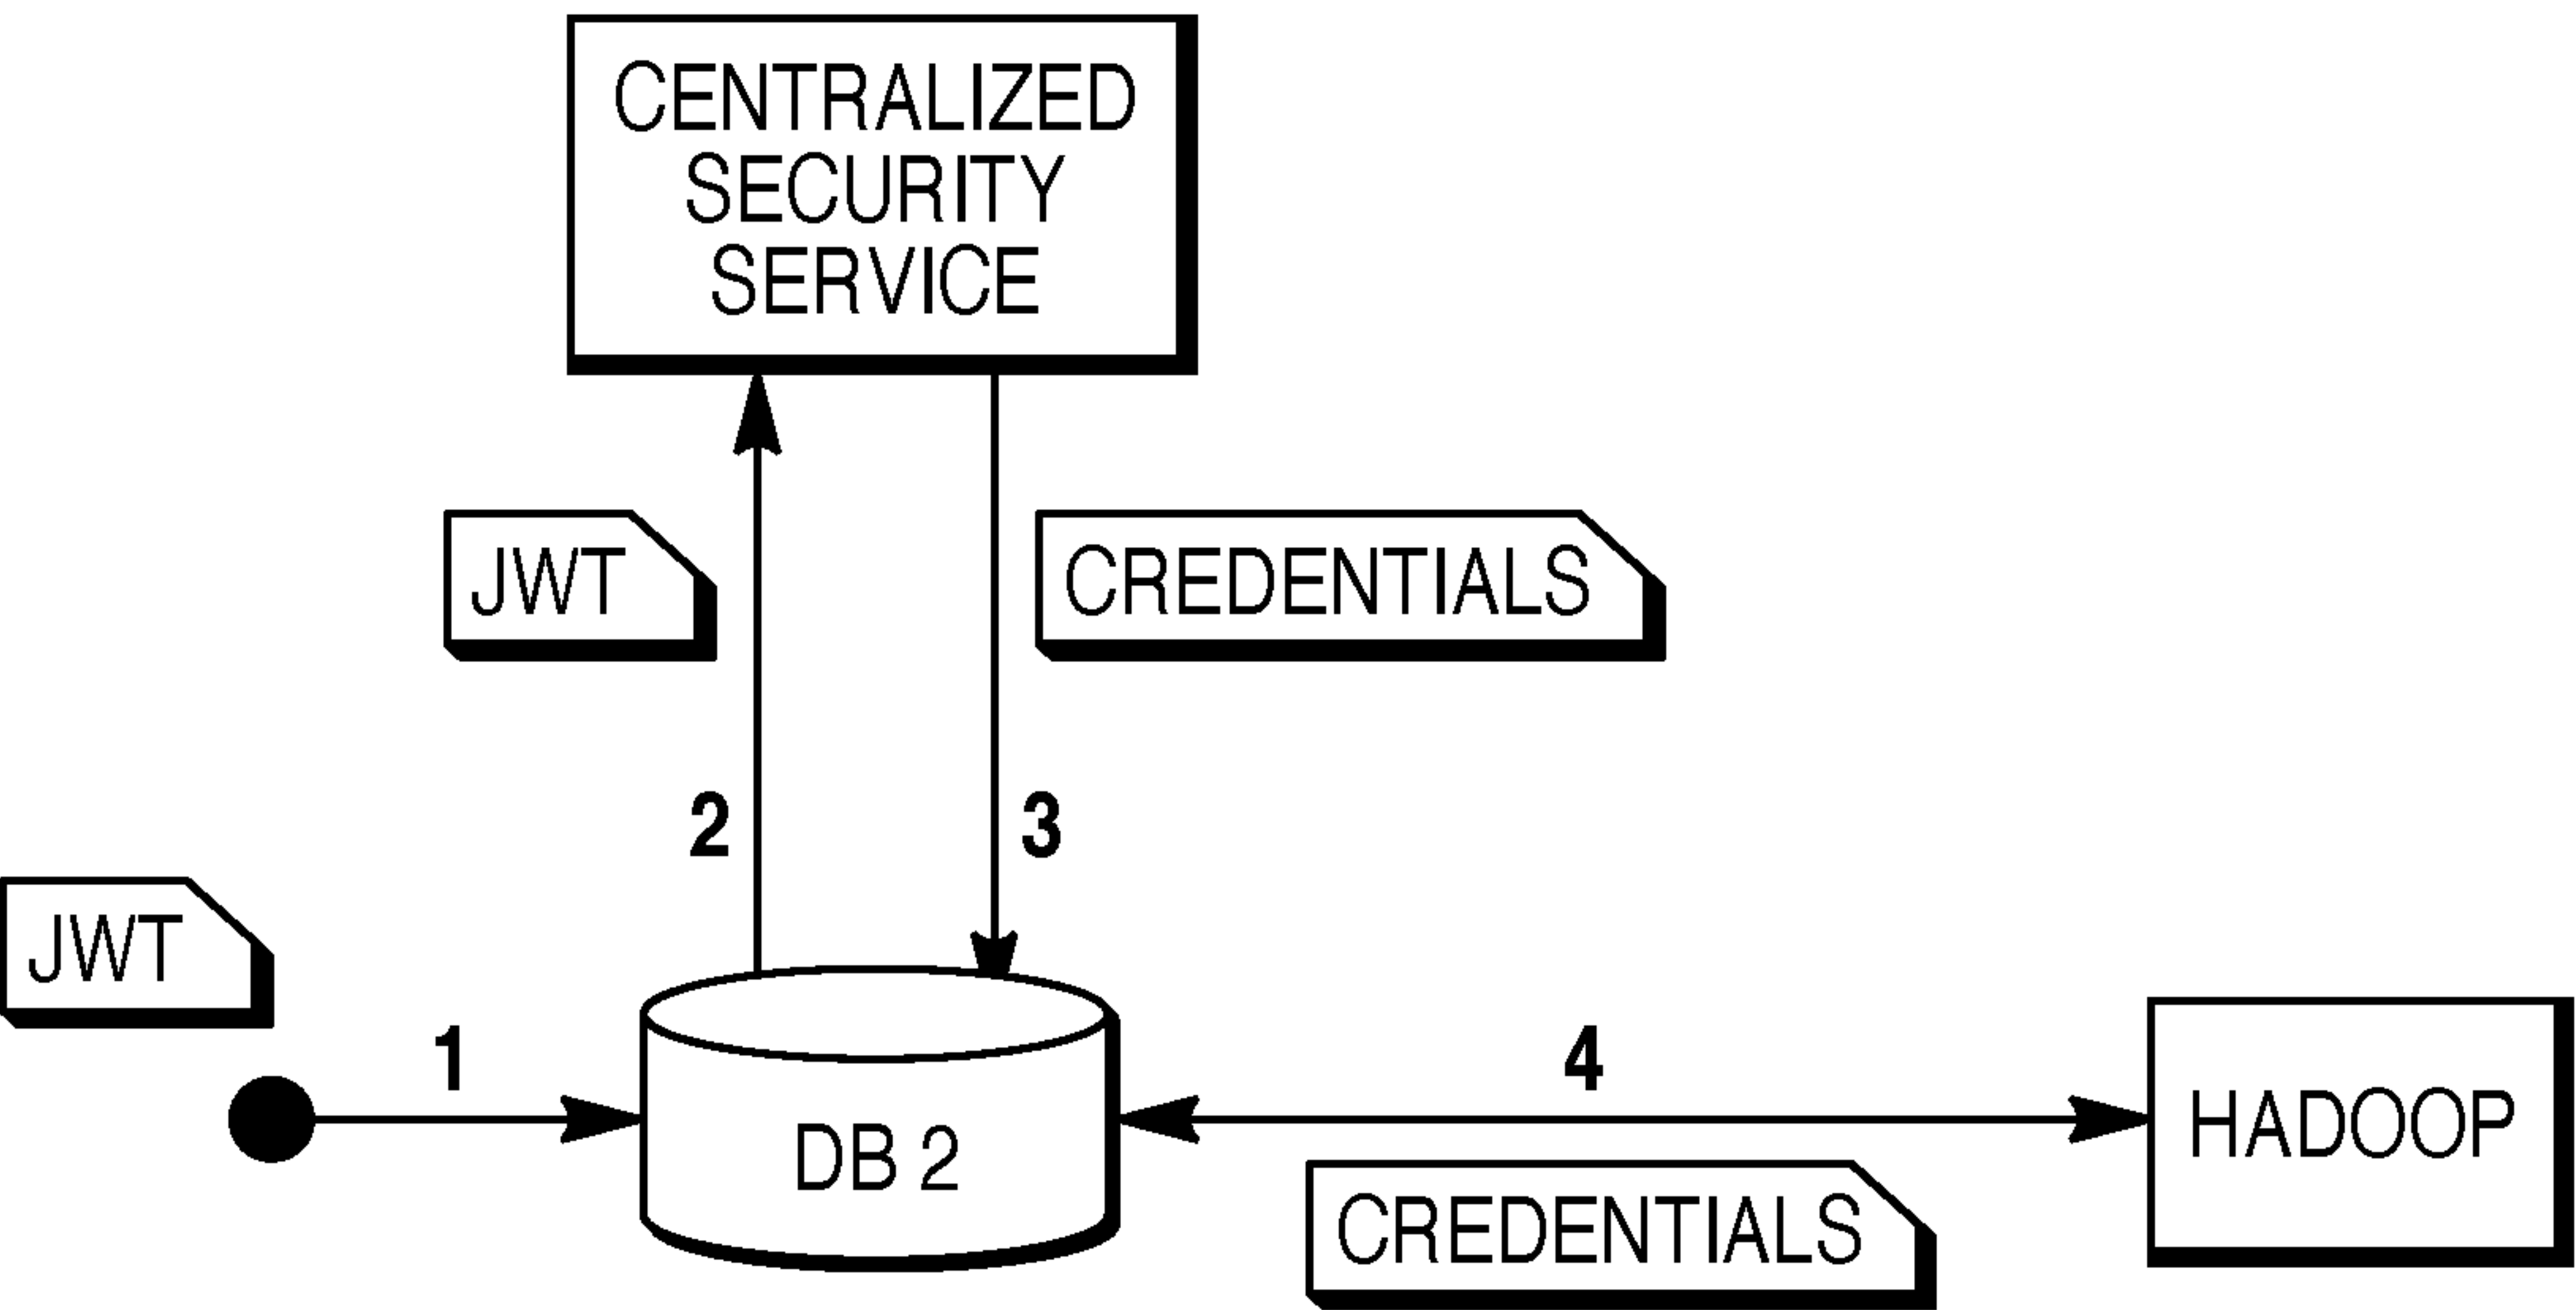 CENTRALIZED
SECURITY
SERVICE
JWT
CREDENTIALS
2
3
JWT
1
4
DB 2
HADOOP
CREDENTIALS